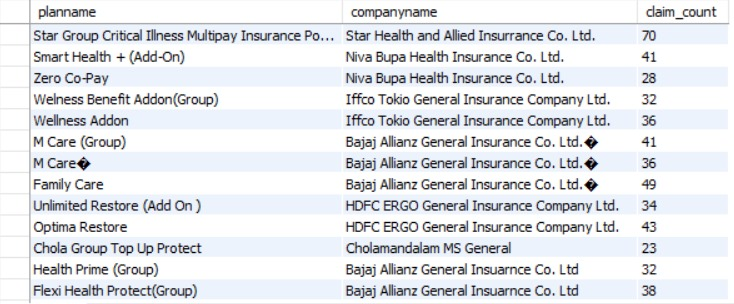 planname companyname claim_count
Star Group Critical Illness Multipay Insurance Po... Star Health and Allied Insurrance Co. Ltd. 70
Smart Health + (Add-On) Niva Bupa Health Insurance Co. Ltd. 41
Zero Co-Pay Niva Bupa Health Insurance Co. Ltd. 28
Welness Benefit Addon(Group) Iffco Tokio General Insurance Company Ltd. 32
Wellness Addon Iffco Tokio General Insurance Company Ltd. 36
M Care (Group) Bajaj Allianz General Insurance Co. Ltd.� 41
M Care� Bajaj Allianz General Insurance Co. Ltd.� 36
Family Care Bajaj Allianz General Insurance Co. Ltd.� 49
Unlimited Restore (Add On ) HDFC ERGO General Insurance Company Ltd. 34
Optima Restore HDFC ERGO General Insurance Company Ltd. 43
Chola Group Top Up Protect Cholamandalam MS General 23
Health Prime (Group) Bajaj Allianz General Insuarnce Co. Ltd 32
Flexi Health Protect(Group) Bajaj Allianz General Insuarnce Co. Ltd 38